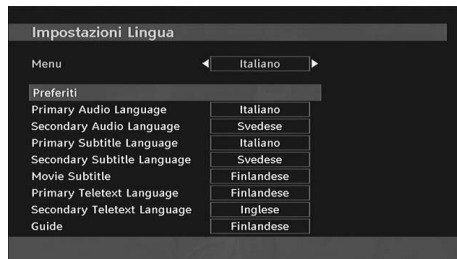 Impostazioni Lingua
Menu Italiano
Preferiti
Primary Audio Language Italiano
Secondary Audio Language Svedese
Primary Subtitle Language Italiano
Secondary Subtitle Language Svedese
Movie Subtitle Finlandese
Primary Teletext Language Finlandese
Secondary Teletext Language Inglese
Guide Finlandese